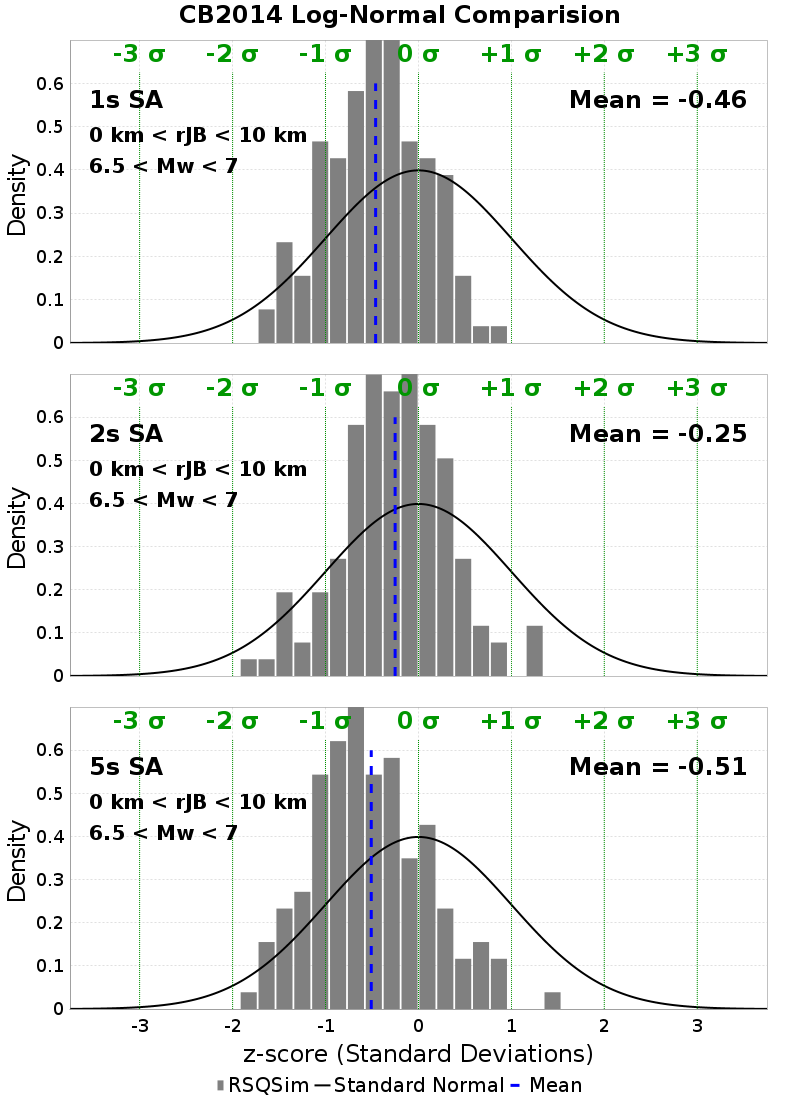 CB2014 Log-Normal Comparision
-3 σ -2 σ -1 σ 0 σ +1 σ +2 σ +3 σ
1s SA
Mean = -0.46
0 km < rJB < 10 km
6.5 < Mw < 7
Density
0.6
0.5
0.4
0.3
0.2
0.1
0
-3 σ -2 σ -1 σ 0 σ +1 σ +2 σ +3 σ
2s SA
Mean = -0.25
0 km < rJB < 10 km
6.5 < Mw < 7
Density
0.6
0.5
0.4
0.3
0.2
0.1
0
-3 σ -2 σ -1 σ 0 σ +1 σ +2 σ +3 σ
5s SA
Mean = -0.51
0 km < rJB < 10 km
6.5 < Mw < 7
Density
0.6
0.5
0.4
0.3
0.2
0.1
0
-3 -2 -1 0 1 2 3
z-score (Standard Deviations)
RSQSim Standard Normal Mean